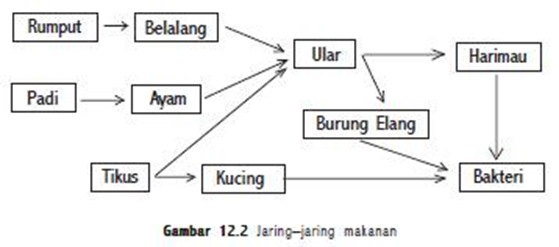 Rumput
Belalang
Ular
Harimau
Padi
Ayam
Burung Elang
Tikus
Kucing
Bakteri
Gambar 12.2 Jaring-jaring makanan